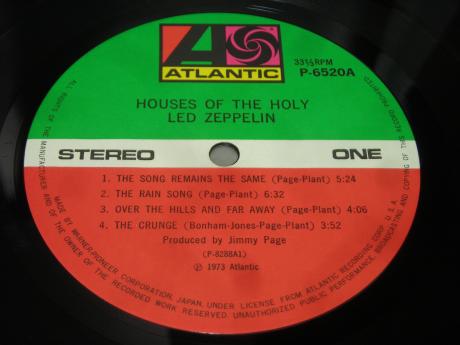 ATLANTIC
33⅓RPM
P-6520A
HOUSES OF THE HOLY
LED ZEPPELIN
STEREO ONE
1. THE SONG REMAINS THE SAME (Page-Plant) 5:24
2. THE RAIN SONG (Page-Plant) 6:32
3. OVER THE HILLS AND FAR AWAY (Page-Plant) 4:06
4. THE CRUNGE (Bonham-Jones-Page-Plant) 3:52
Produced by Jimmy Page
(P-8288A1)
℗ 1973 Atlantic
ALL RIGHTS OF THE MANUFACTURER AND OF THE OWNER OF THE RECORDED WORK RESERVED. UNAUTHORIZED PUBLIC PERFORMANCE, BROADCASTING AND COPYING OF THIS RECORD PROHIBITED
MADE BY WARNER-PIONEER CORPORATION, JAPAN, UNDER LICENSE FROM ATLANTIC RECORDING CORP. U.S.A.